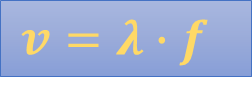 v = λ · f